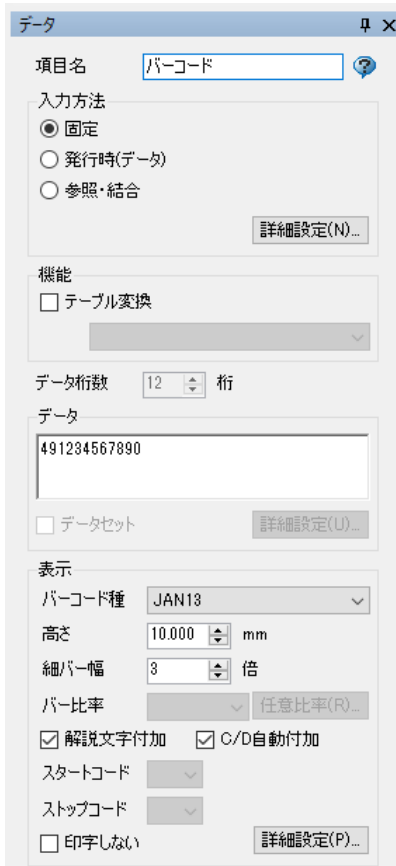 データ
項目名 バーコード
入力方法
固定
発行時(データ)
参照・結合
詳細設定(N)...
機能
テーブル変換
データ桁数 12 桁
データ
491234567890
データセット 詳細設定(U)...
表示
バーコード種 JAN13
高さ 10.000 mm
細バー幅 3 倍
バー比率 任意比率(R)...
解説文字付加 C/D自動付加
スタートコード
ストップコード
印字しない 詳細設定(P)...